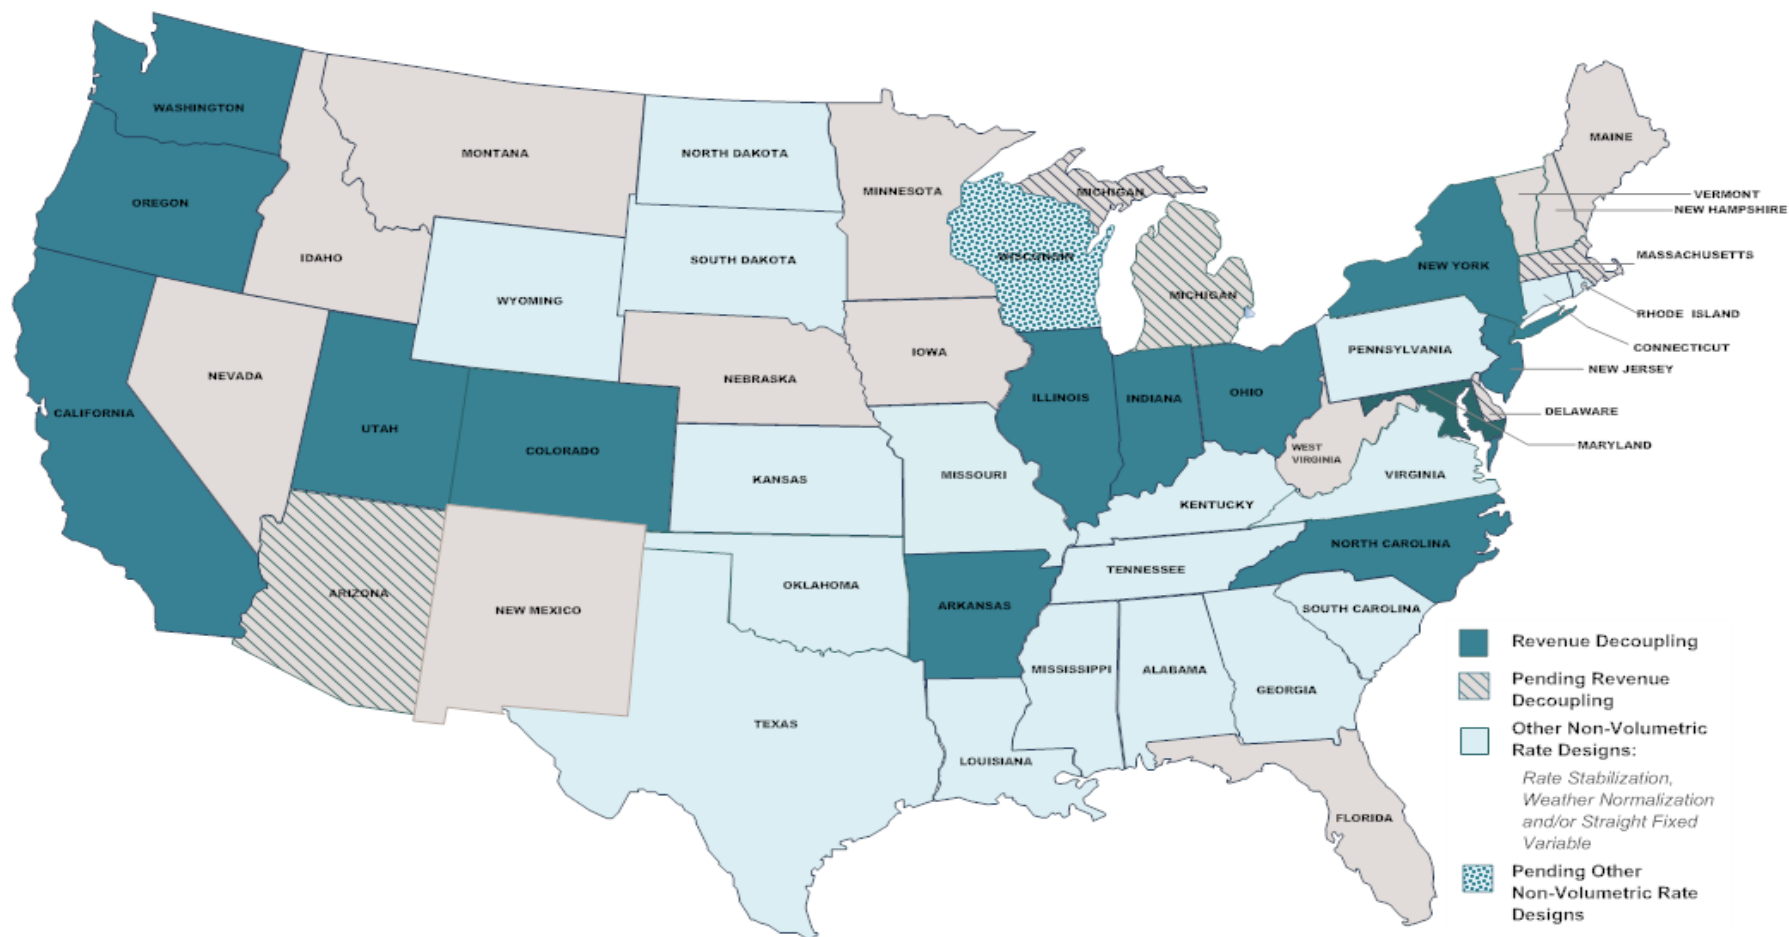 WASHINGTON
MONTANA
NORTH DAKOTA
MINNESOTA
MICHIGAN
MAINE
VERMONT
NEW HAMPSHIRE
OREGON
IDAHO
WYOMING
SOUTH DAKOTA
WISCONSIN
MICHIGAN
NEW YORK
MASSACHUSETTS
RHODE ISLAND
CONNECTICUT
NEVADA
NEBRASKA
IOWA
PENNSYLVANIA
NEW JERSEY
CALIFORNIA
UTAH
COLORADO
ILLINOIS
INDIANA
OHIO
DELAWARE
MARYLAND
KANSAS
MISSOURI
WEST
VIRGINIA
VIRGINIA
KENTUCKY
ARIZONA
NEW MEXICO
OKLAHOMA
ARKANSAS
TENNESSEE
NORTH CAROLINA
SOUTH CAROLINA
TEXAS
LOUISIANA
MISSISSIPPI
ALABAMA
GEORGIA
FLORIDA
Revenue Decoupling
Pending Revenue
Decoupling
Other Non-Volumetric
Rate Designs:
Rate Stabilization,
Weather Normalization
and/or Straight Fixed
Variable
Pending Other
Non-Volumetric Rate
Designs